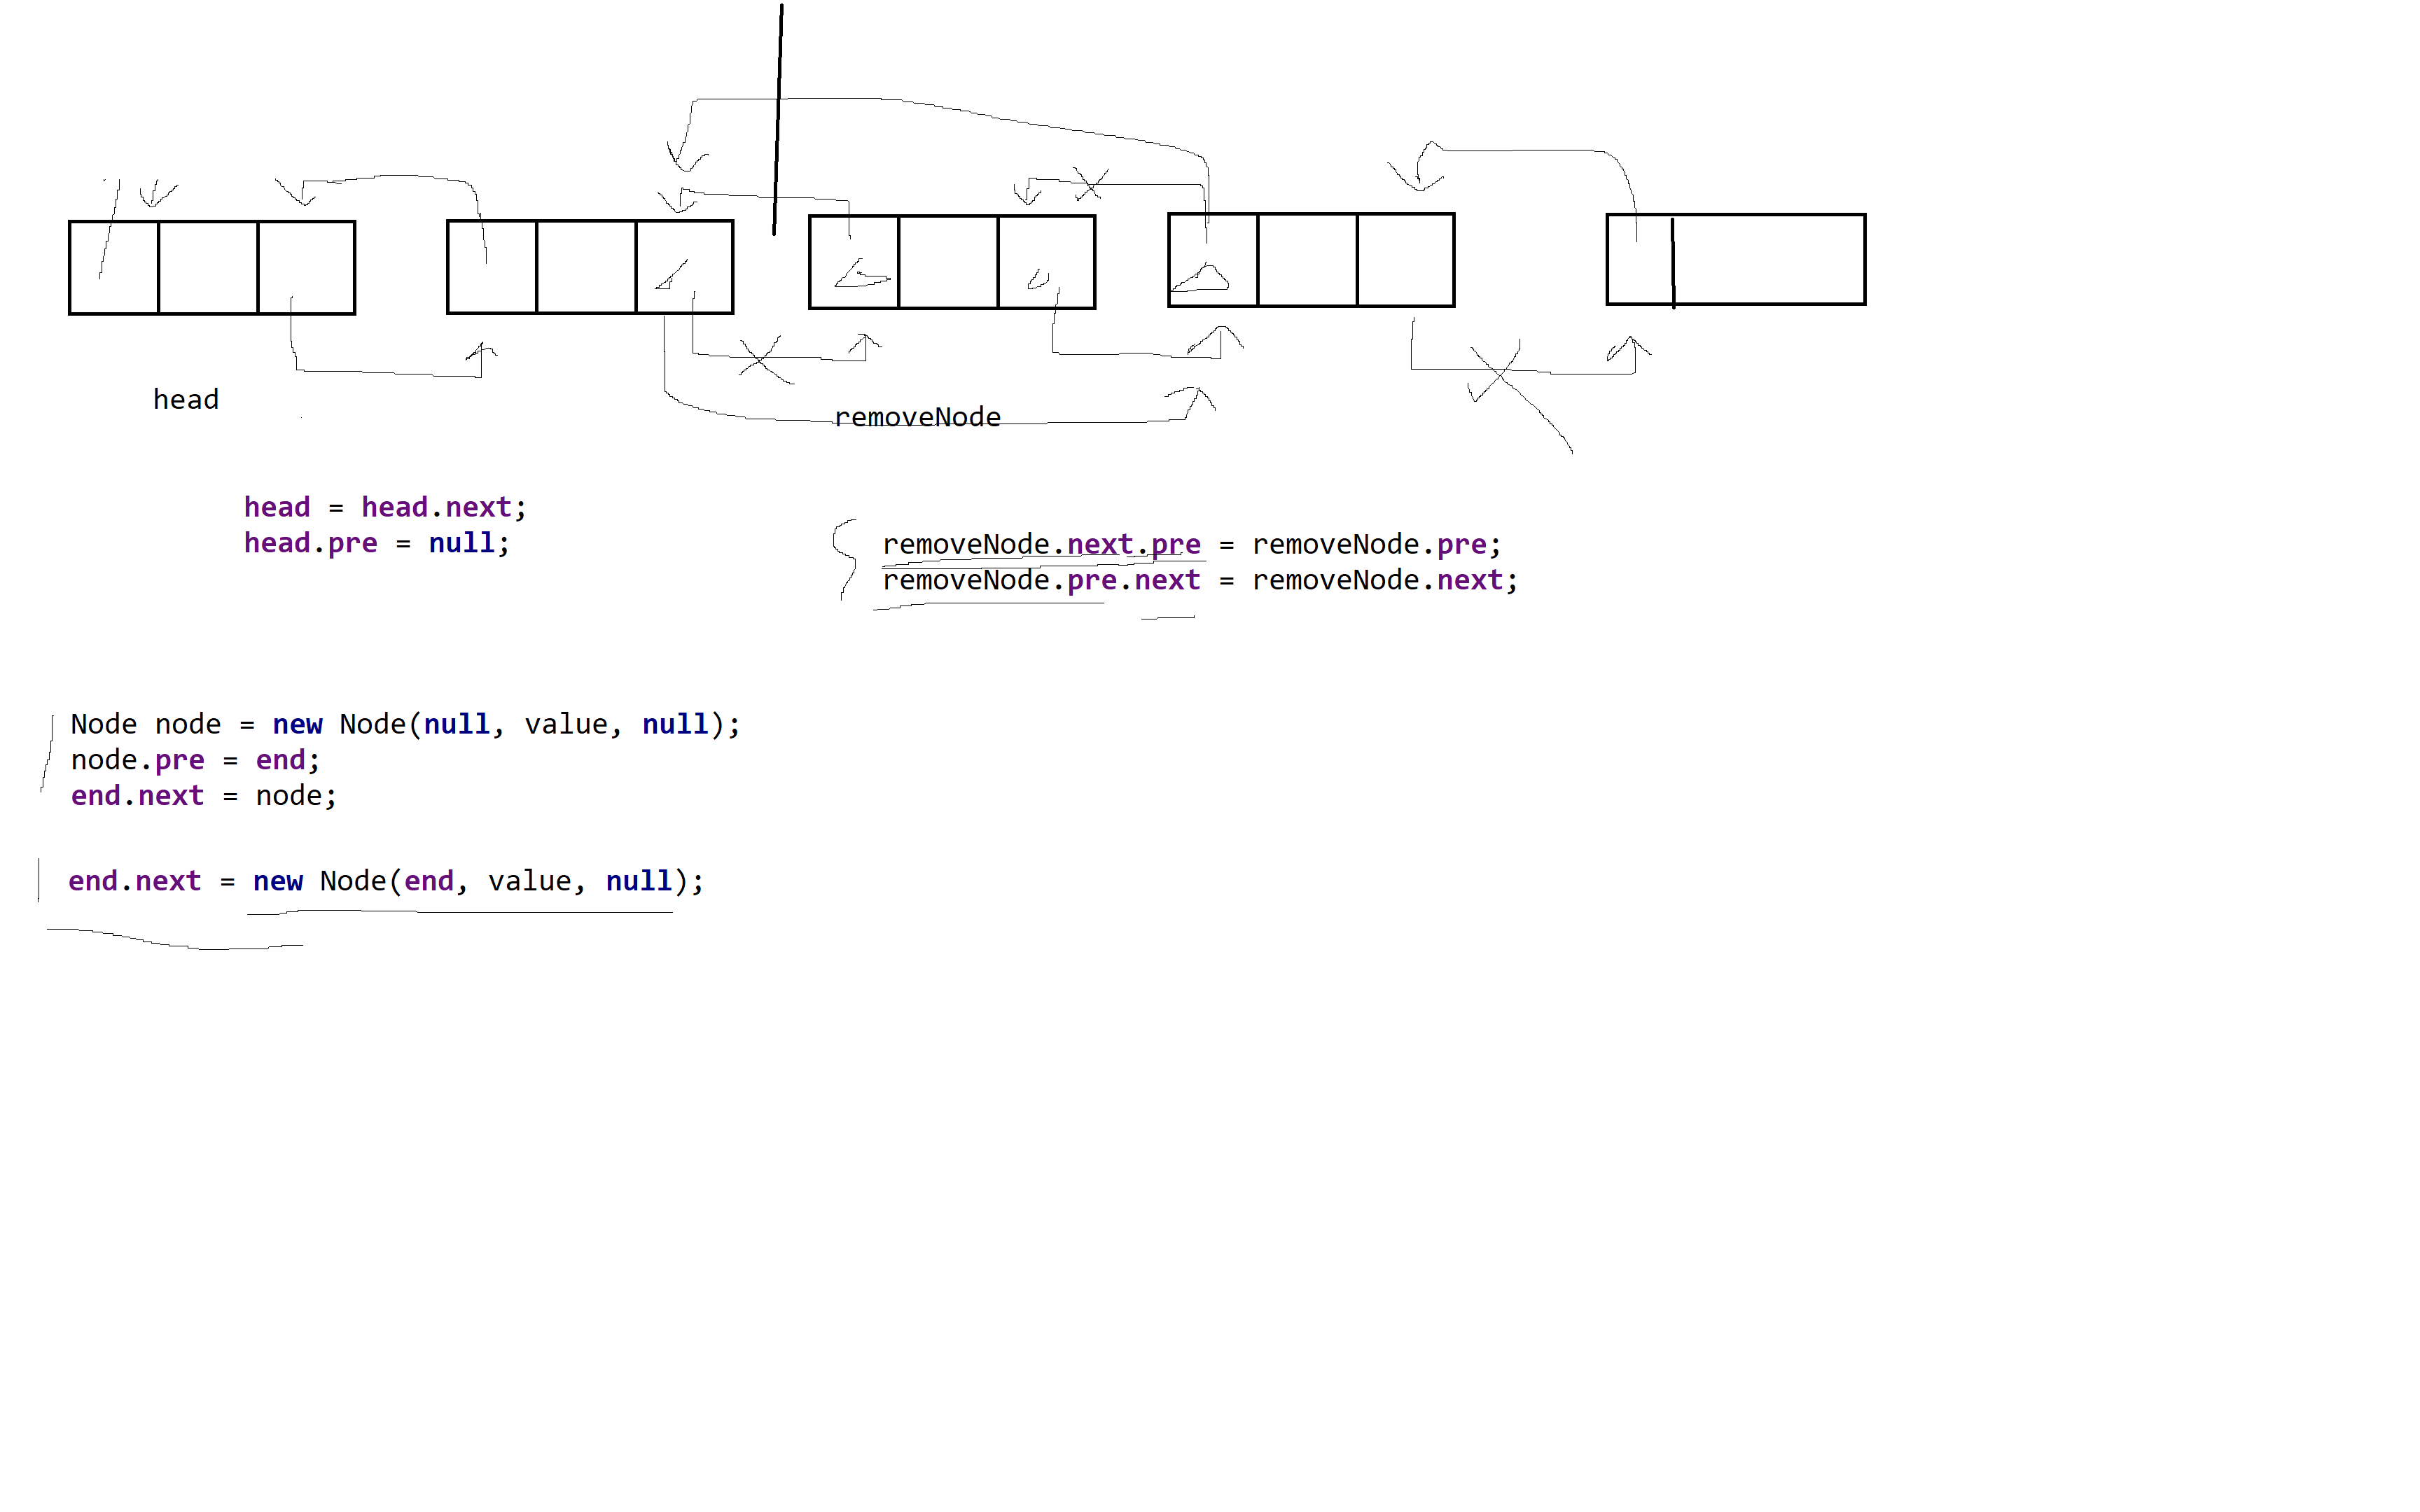 head
removeNode
head = head.next;
head.pre = null;
removeNode.next.pre = removeNode.pre;
removeNode.pre.next = removeNode.next;
Node node = new Node(null, value, null);
node.pre = end;
end.next = node;
end.next = new Node(end, value, null);